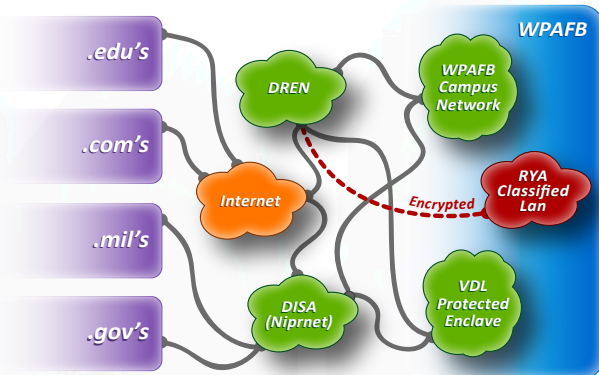 WPAFB
.edu's
DREN
WPAFB
Campus
Network
.com's
Internet
Encrypted
RYA
Classified
Lan
.mil's
DISA
(Niprnet)
VDL
Protected
Enclave
.gov's